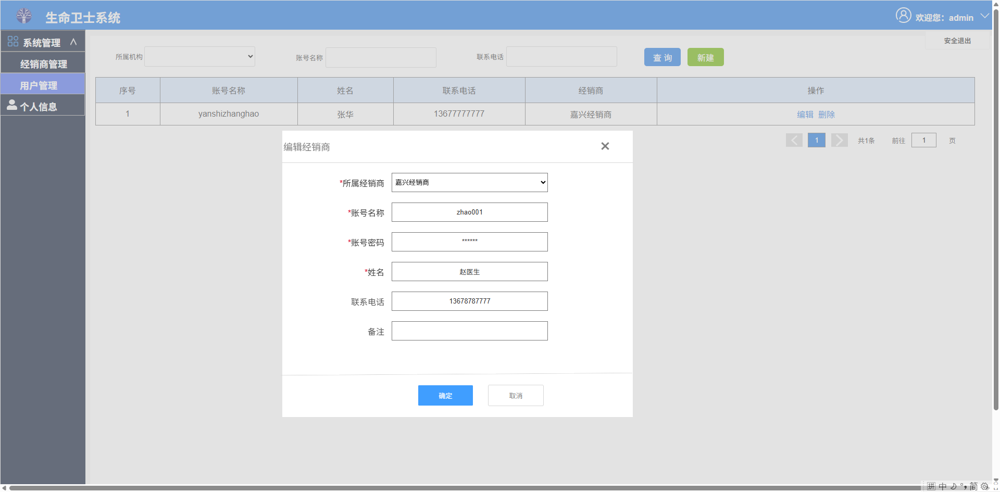 生命卫士系统
欢迎您：admin
系统管理
安全退出
所属机构
账号名称
联系电话
查 询
新建
经销商管理
用户管理
个人信息
序号 账号名称 姓名 联系电话 经销商 操作
1 yanshizhanghao 张华 13677777777 嘉兴经销商 编辑 删除
1 共1条 前往 1 页
编辑经销商
*所属经销商 嘉兴经销商
*账号名称 zhao001
*账号密码 ******
*姓名 赵医生
联系电话 13678787777
备注
确定 取消
拼 中 简